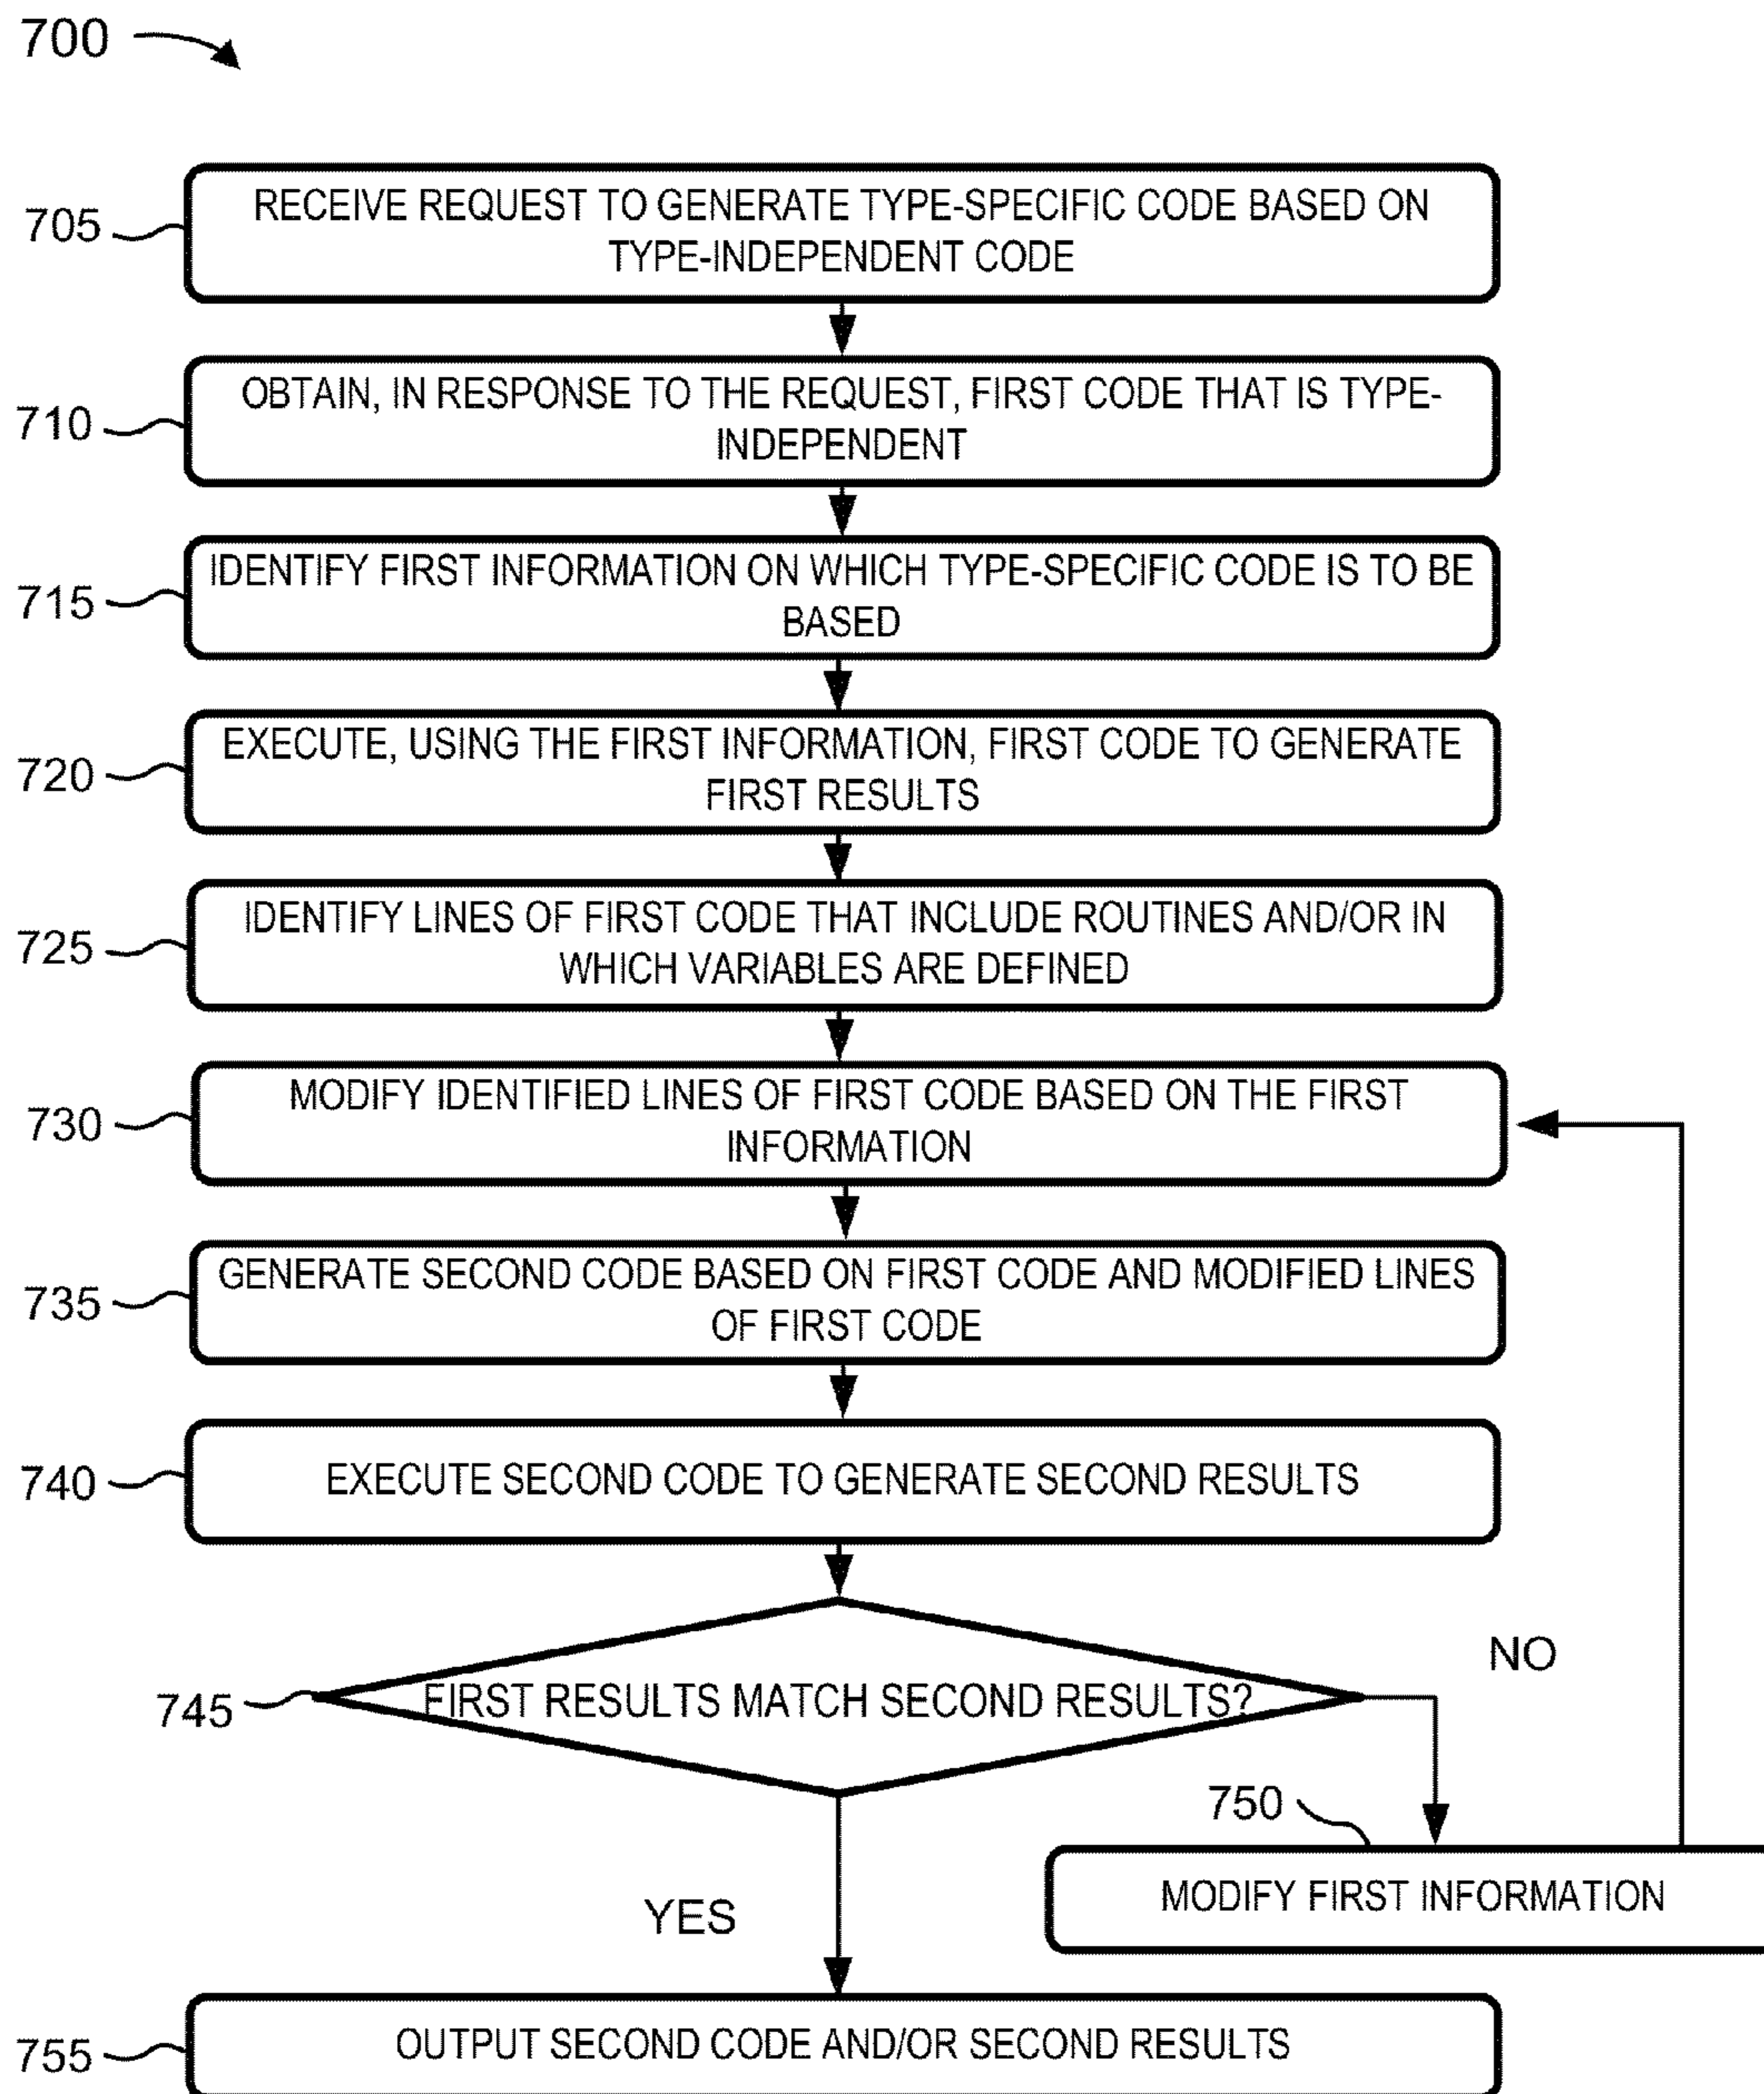 700
705
RECEIVE REQUEST TO GENERATE TYPE-SPECIFIC CODE BASED ON
TYPE-INDEPENDENT CODE
710
OBTAIN, IN RESPONSE TO THE REQUEST, FIRST CODE THAT IS TYPE-
INDEPENDENT
715
IDENTIFY FIRST INFORMATION ON WHICH TYPE-SPECIFIC CODE IS TO BE
BASED
720
EXECUTE, USING THE FIRST INFORMATION, FIRST CODE TO GENERATE
FIRST RESULTS
725
IDENTIFY LINES OF FIRST CODE THAT INCLUDE ROUTINES AND/OR IN
WHICH VARIABLES ARE DEFINED
730
MODIFY IDENTIFIED LINES OF FIRST CODE BASED ON THE FIRST
INFORMATION
735
GENERATE SECOND CODE BASED ON FIRST CODE AND MODIFIED LINES
OF FIRST CODE
740
EXECUTE SECOND CODE TO GENERATE SECOND RESULTS
745
FIRST RESULTS MATCH SECOND RESULTS?
NO
750
MODIFY FIRST INFORMATION
YES
755
OUTPUT SECOND CODE AND/OR SECOND RESULTS